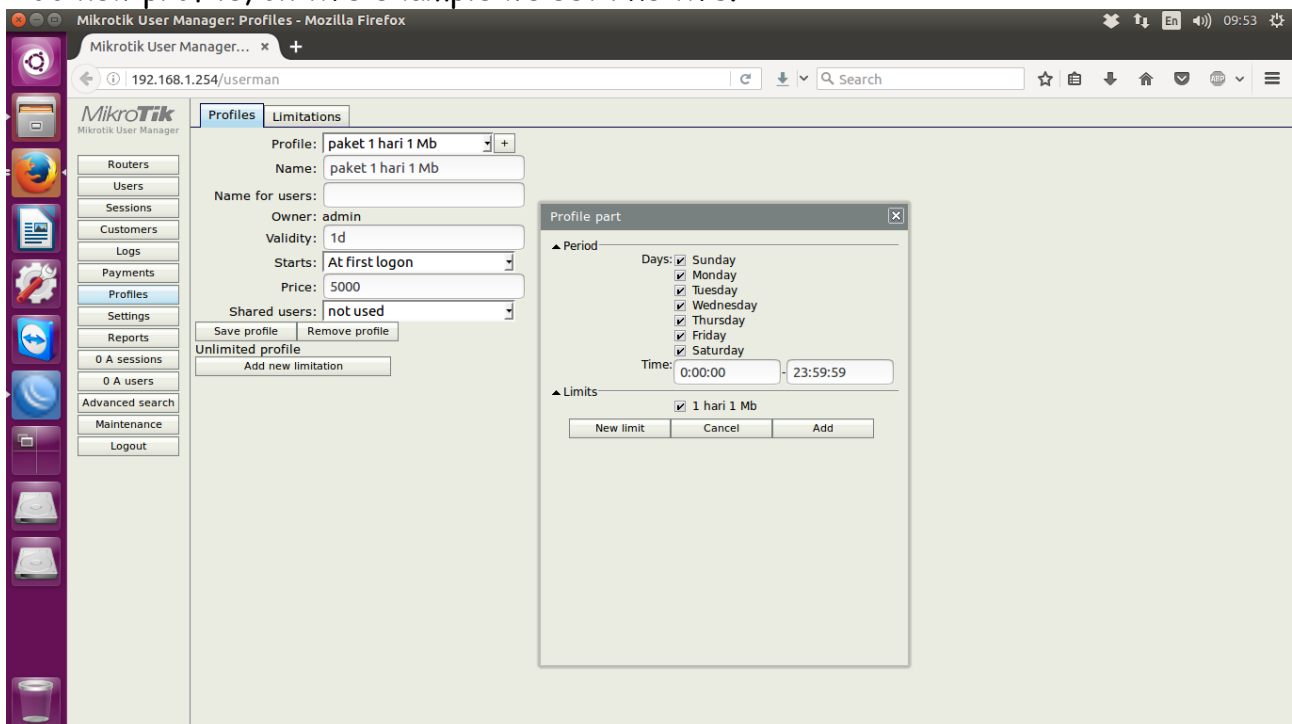 Mikrotik User Manager: Profiles - Mozilla Firefox
En 09:53
Mikrotik User Manager... × +
192.168.1.254/userman
Search
ABP
MikroTik
Mikrotik User Manager
Routers
Users
Sessions
Customers
Logs
Payments
Profiles
Settings
Reports
0 A sessions
0 A users
Advanced search
Maintenance
Logout
Profiles Limitations
Profile: paket 1 hari 1 Mb +
Name: paket 1 hari 1 Mb
Name for users:
Owner: admin
Validity: 1d
Starts: At first logon
Price: 5000
Shared users: not used
Save profile Remove profile
Unlimited profile
Add new limitation
Profile part
Period
Days: Sunday
Monday
Tuesday
Wednesday
Thursday
Friday
Saturday
Time: 0:00:00 - 23:59:59
Limits
1 hari 1 Mb
New limit Cancel Add